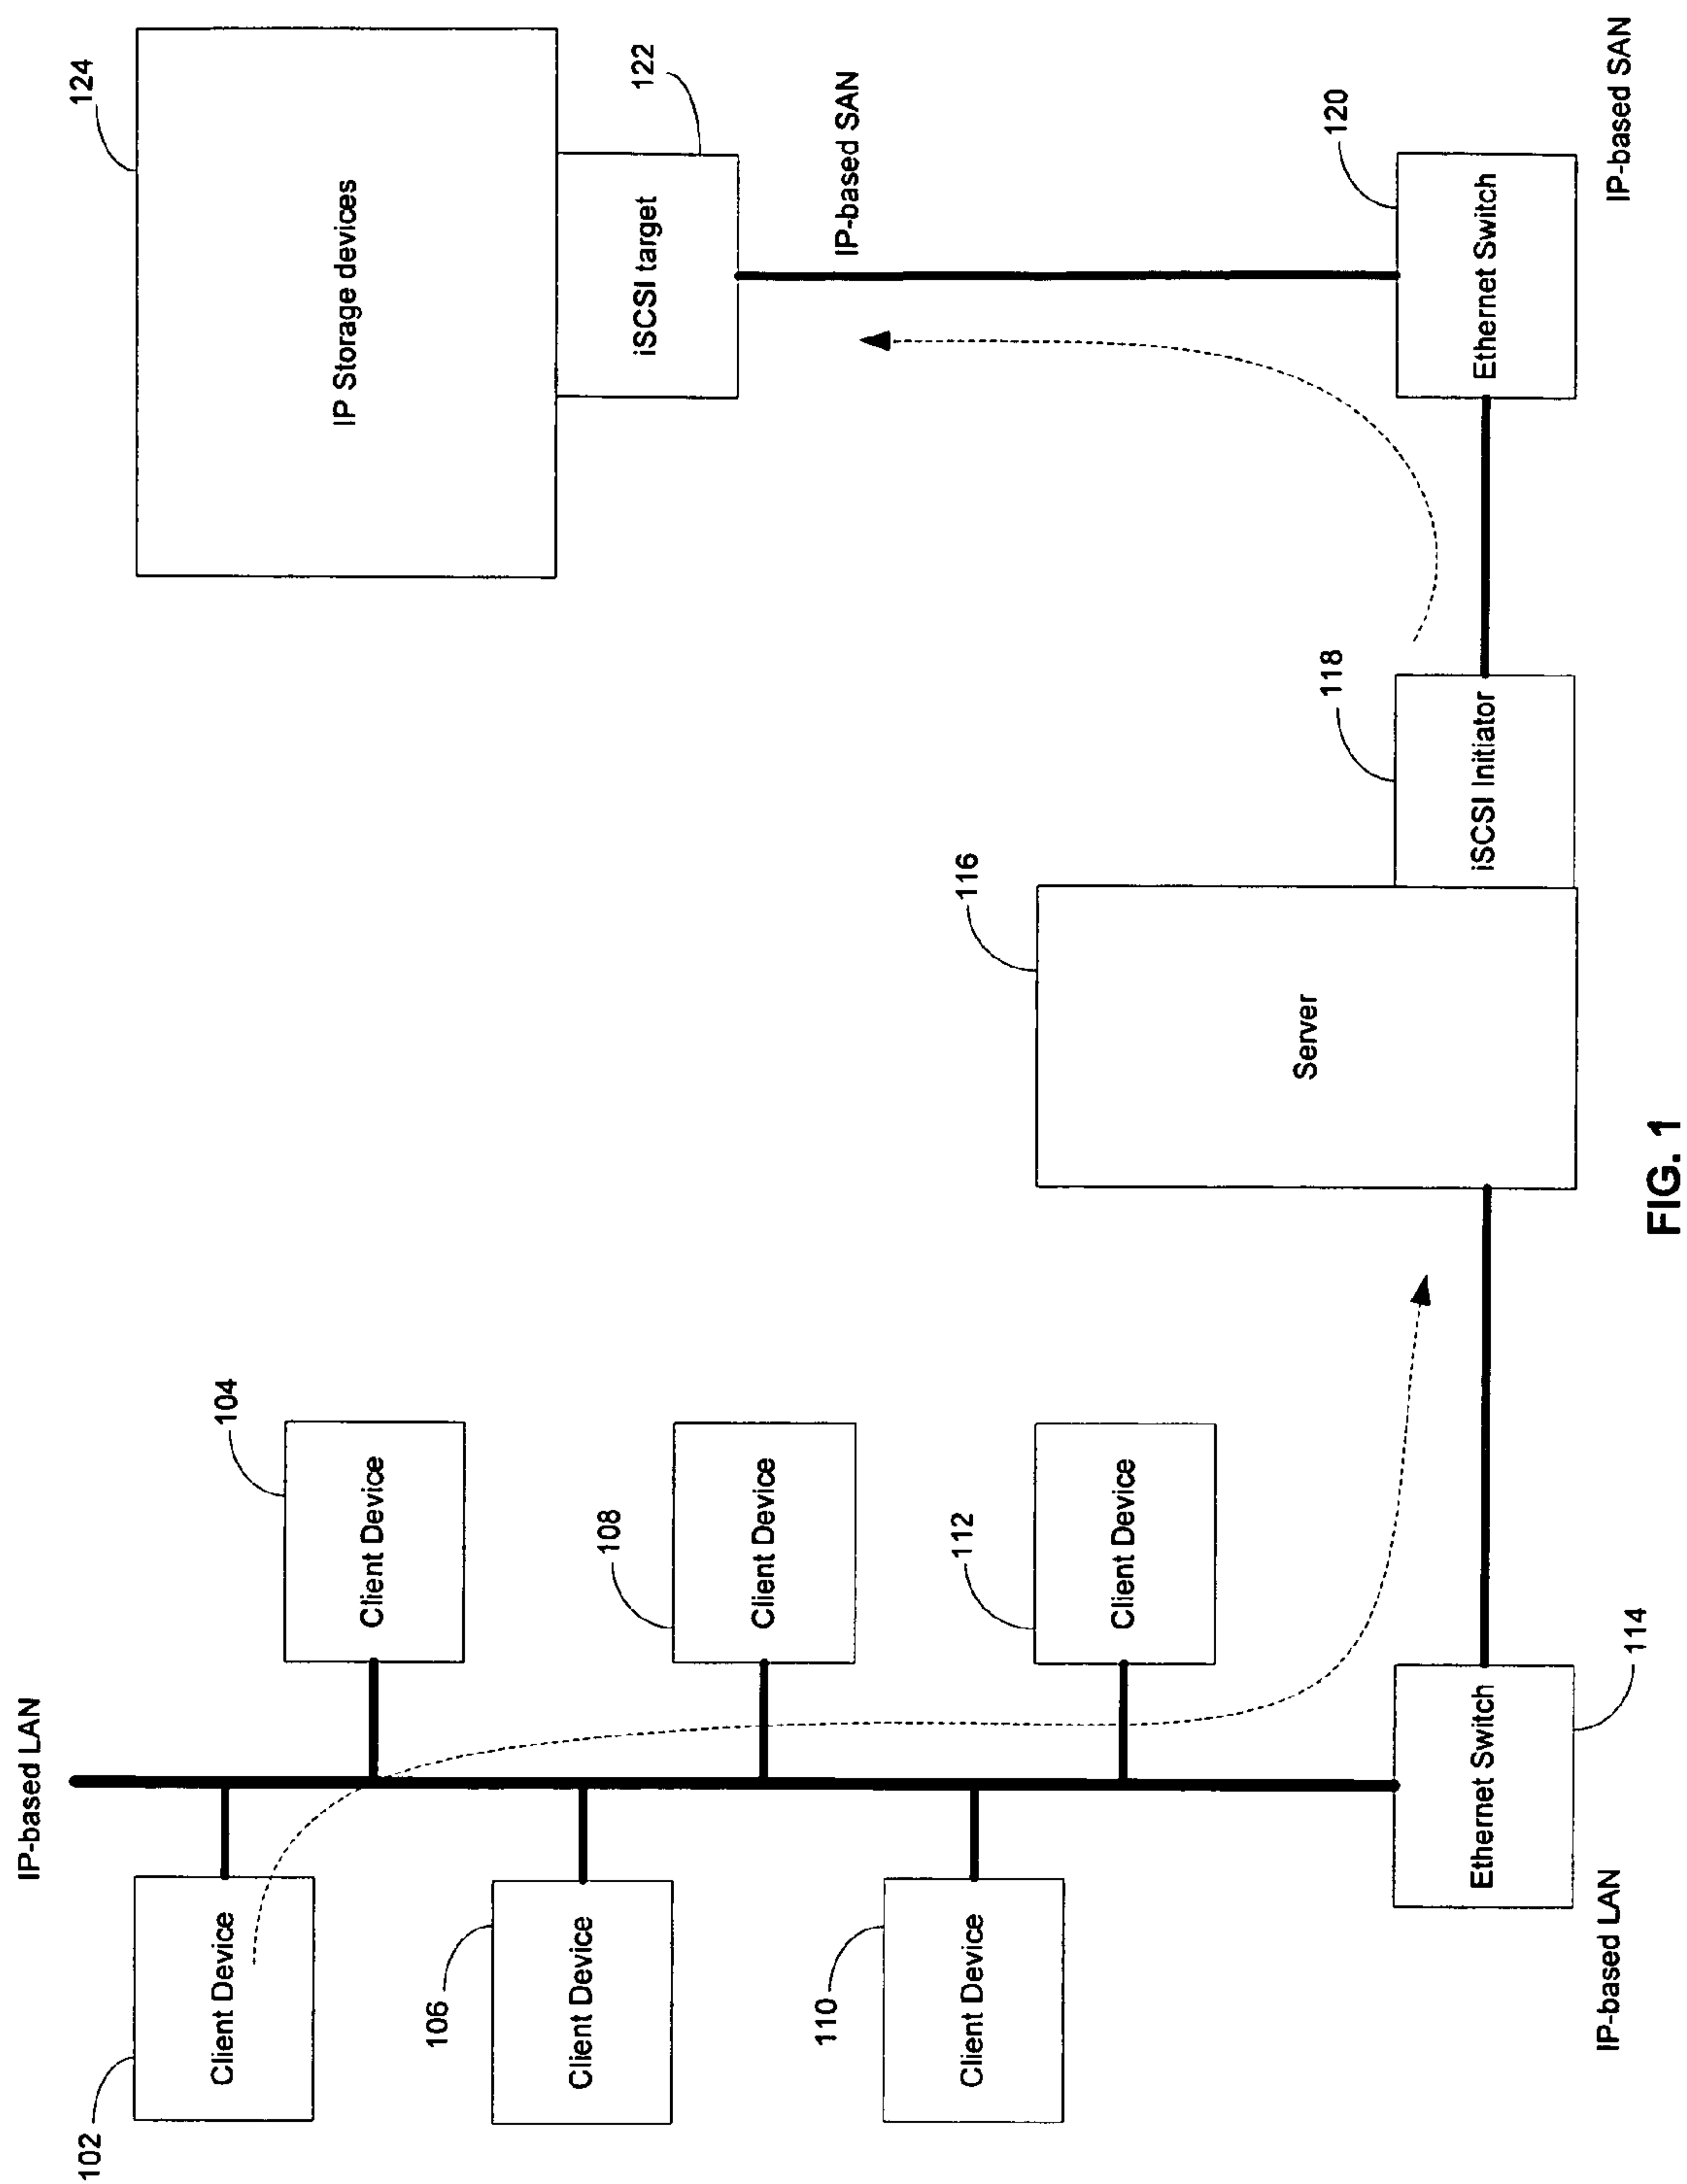 IP-based LAN
102
Client Device
104
Client Device
106
Client Device
108
Client Device
110
Client Device
112
Client Device
Ethernet Switch
114
IP-based LAN
116
Server
118
iSCSI Initiator
120
Ethernet Switch
IP-based SAN
IP-based SAN
122
iSCSI target
124
IP Storage devices
FIG. 1